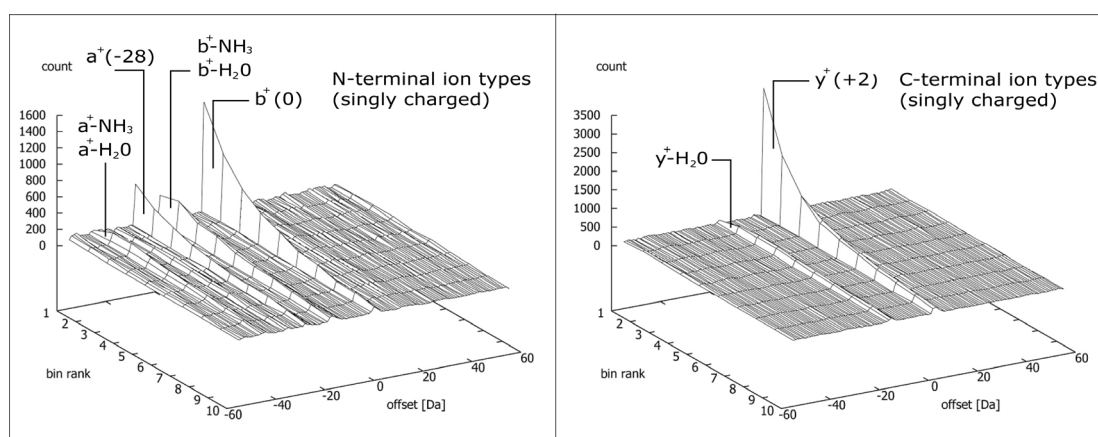 count
a+(-28)
b+-NH3
b+-H20
b+(0)
N-terminal ion types
(singly charged)
a+-NH3
a+-H20
1600
1400
1200
1000
800
600
400
200
0
1
2
3
4
5
6
7
8
9
10
bin rank
-60
-40
-20
0
20
40
60
offset [Da]
count
y+(+2)
C-terminal ion types
(singly charged)
y+-H20
3500
3000
2500
2000
1500
1000
500
0
1
2
3
4
5
6
7
8
9
10
bin rank
-60
-40
-20
0
20
40
60
offset [Da]